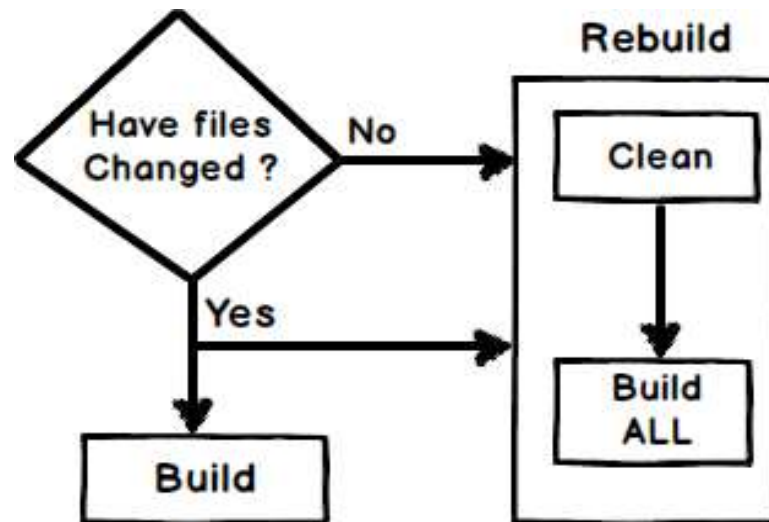 Rebuild
Have files
Changed ?
No
Clean
Yes
Build
ALL
Build